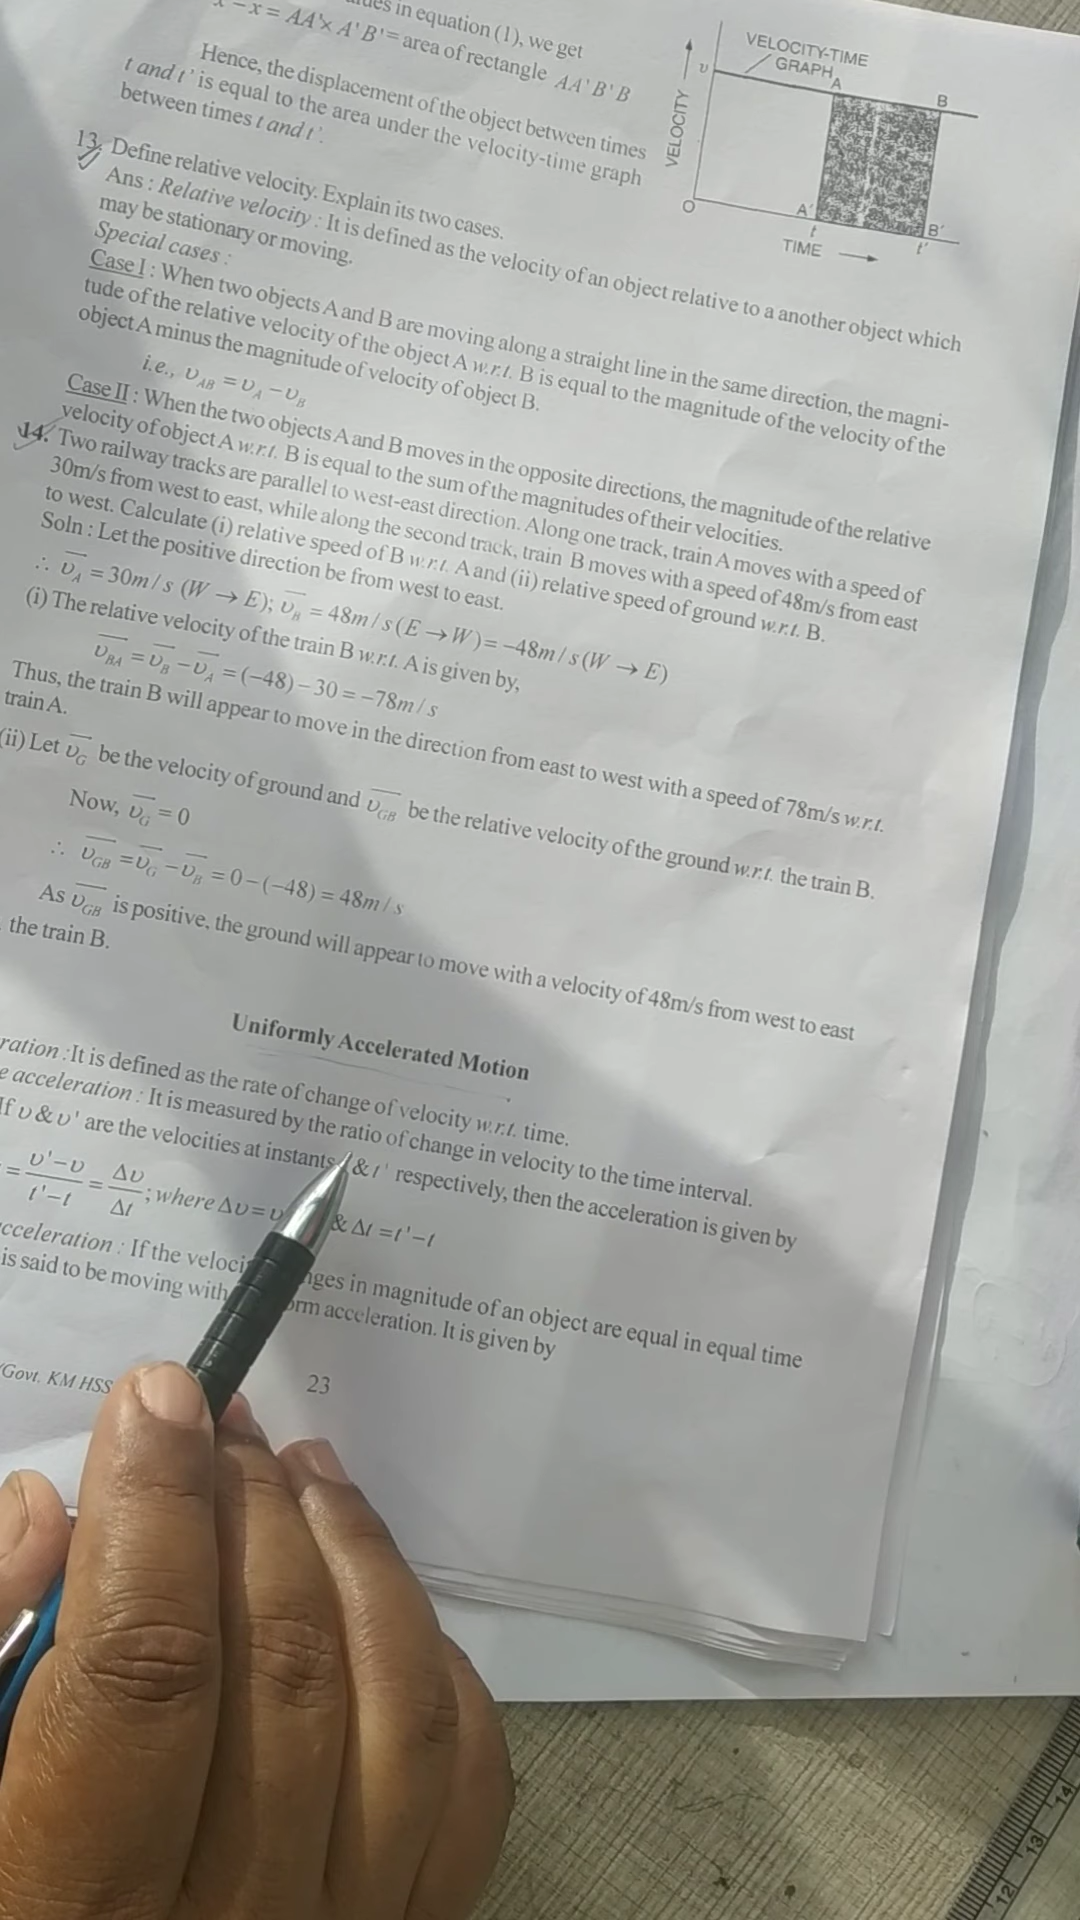 ues in equation (1), we get
x' – x = AA' × A' B' = area of rectangle AA' B' B
Hence, the displacement of the object between times
t and t' is equal to the area under the velocity-time graph
between times t and t'.
VELOCITY-TIME
GRAPH
VELOCITY
υ
A
B
O
A'
B'
t
t'
TIME
13. Define relative velocity. Explain its two cases.
Ans : Relative velocity : It is defined as the velocity of an object relative to a another object which
may be stationary or moving.
Special cases :
Case I : When two objects A and B are moving along a straight line in the same direction, the magni-
tude of the relative velocity of the object A w.r.t. B is equal to the magnitude of the velocity of the
object A minus the magnitude of velocity of object B.
i.e., υ_AB = υ_A – υ_B
Case II : When the two objects A and B moves in the opposite directions, the magnitude of the relative
velocity of object A w.r.t. B is equal to the sum of the magnitudes of their velocities.
14. Two railway tracks are parallel to west-east direction. Along one track, train A moves with a speed of
30m/s from west to east, while along the second track, train B moves with a speed of 48m/s from east
to west. Calculate (i) relative speed of B w.r.t. A and (ii) relative speed of ground w.r.t. B.
Soln : Let the positive direction be from west to east.
∴ υ_A = 30m/s (W → E); υ_B = 48m/s (E → W) = –48m/s (W → E)
(i) The relative velocity of the train B w.r.t. A is given by,
υ_BA = υ_B – υ_A = (–48) – 30 = –78m/s
Thus, the train B will appear to move in the direction from east to west with a speed of 78m/s w.r.t.
train A.
(ii) Let υ_G be the velocity of ground and υ_GB be the relative velocity of the ground w.r.t. the train B.
Now, υ_G = 0
∴ υ_GB = υ_G – υ_B = 0 – (–48) = 48m/s
As υ_GB is positive, the ground will appear to move with a velocity of 48m/s from west to east
the train B.
Uniformly Accelerated Motion
ration : It is defined as the rate of change of velocity w.r.t. time.
e acceleration : It is measured by the ratio of change in velocity to the time interval.
If υ & υ' are the velocities at instants & t' respectively, then the acceleration is given by
= (υ' – υ)/(t' – t) = Δυ/Δt ; where Δυ = υ & Δt = t' – t
cceleration : If the veloci nges in magnitude of an object are equal in equal time
is said to be moving with orm acceleration. It is given by
Govt. KM HSS
23
12
13
14